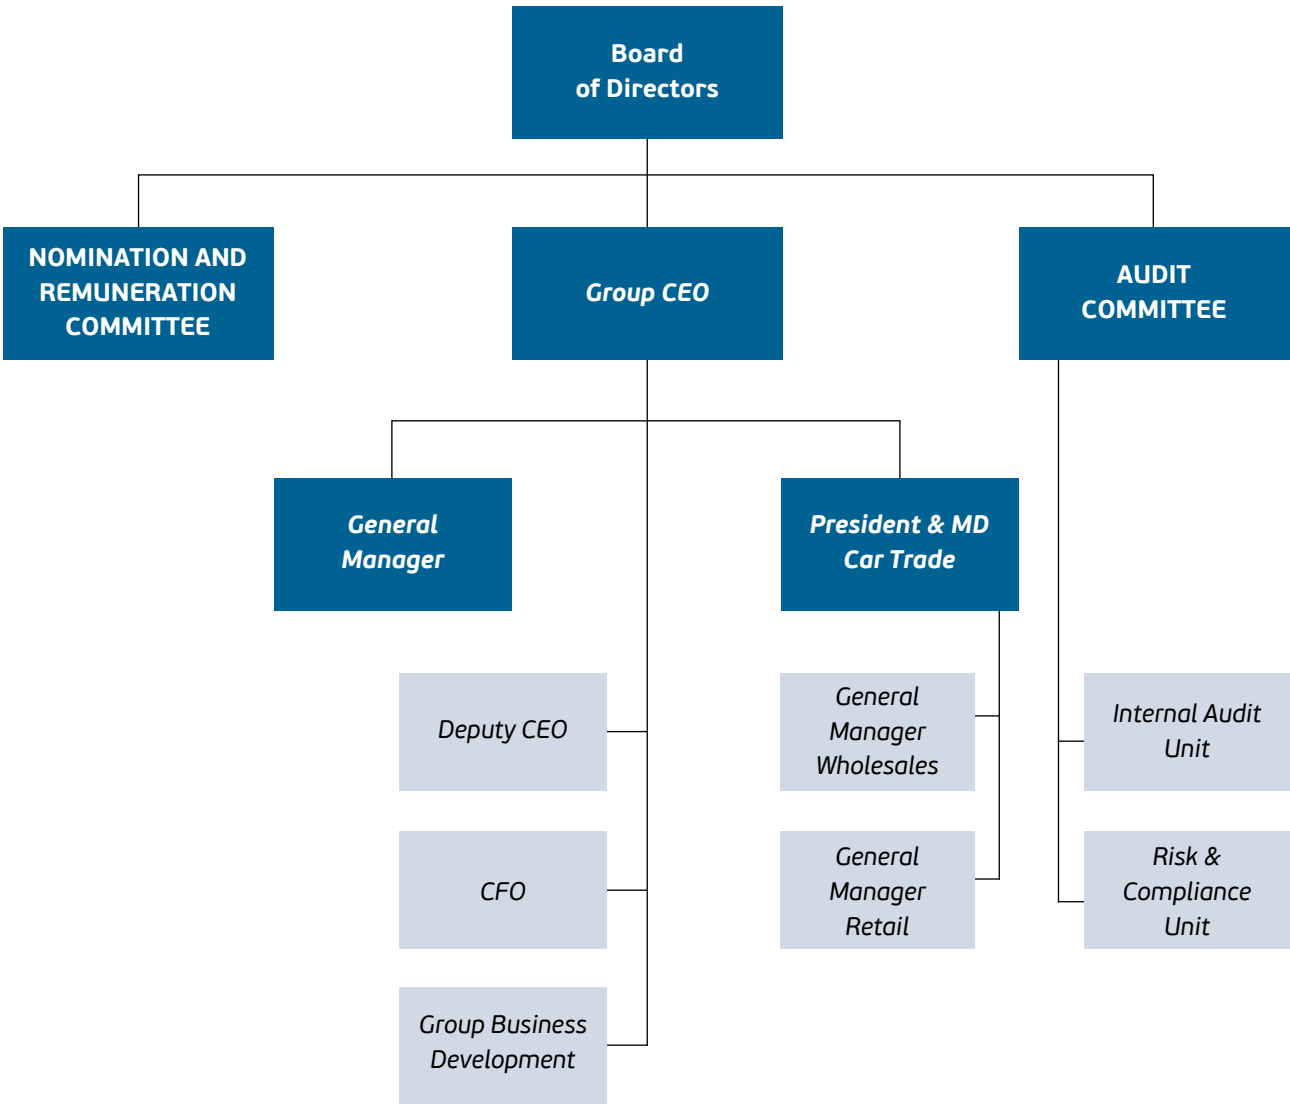 Board
of Directors
NOMINATION AND
REMUNERATION
COMMITTEE
Group CEO
AUDIT
COMMITTEE
General
Manager
President & MD
Car Trade
Deputy CEO
General
Manager
Wholesales
Internal Audit
Unit
CFO
General
Manager
Retail
Risk &
Compliance
Unit
Group Business
Development